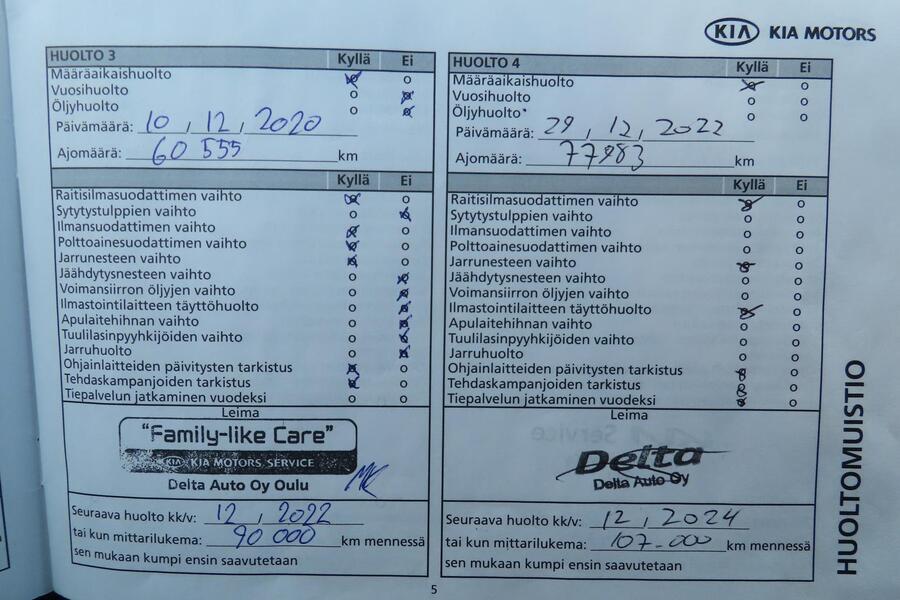 KIA KIA MOTORS
HUOLTO 3 Kyllä Ei
Määräaikaishuolto
Vuosihuolto
Öljyhuolto
Päivämäärä: 10, 12, 2020
Ajomäärä: 60 555 km
Kyllä Ei
Raitisilmasuodattimen vaihto
Sytytystulppien vaihto
Ilmansuodattimen vaihto
Polttoainesuodattimen vaihto
Jarrunesteen vaihto
Jäähdytysnesteen vaihto
Voimansiirron öljyjen vaihto
Ilmastointilaitteen täyttöhuolto
Apulaitehihnan vaihto
Tuulilasinpyyhkijöiden vaihto
Jarruhuolto
Ohjainlaitteiden päivitysten tarkistus
Tehdaskampanjoiden tarkistus
Tiepalvelun jatkaminen vuodeksi
Leima
"Family-like Care"
KIA KIA MOTORS SERVICE
Delta Auto Oy Oulu
Seuraava huolto kk/v: 12, 2022
tai kun mittarilukema: 90 000 km mennessä
sen mukaan kumpi ensin saavutetaan
HUOLTO 4 Kyllä Ei
Määräaikaishuolto
Vuosihuolto
Öljyhuolto*
Päivämäärä: 29, 12, 2022
Ajomäärä: 77983 km
Kyllä Ei
Raitisilmasuodattimen vaihto
Sytytystulppien vaihto
Ilmansuodattimen vaihto
Polttoainesuodattimen vaihto
Jarrunesteen vaihto
Jäähdytysnesteen vaihto
Voimansiirron öljyjen vaihto
Ilmastointilaitteen täyttöhuolto
Apulaitehihnan vaihto
Tuulilasinpyyhkijöiden vaihto
Jarruhuolto
Ohjainlaitteiden päivitysten tarkistus
Tehdaskampanjoiden tarkistus
Tiepalvelun jatkaminen vuodeksi
Leima
Delta
Delta Auto Oy
Seuraava huolto kk/v: 12, 2024
tai kun mittarilukema: 107-000 km mennessä
sen mukaan kumpi ensin saavutetaan
HUOLTOMUISTIO
5